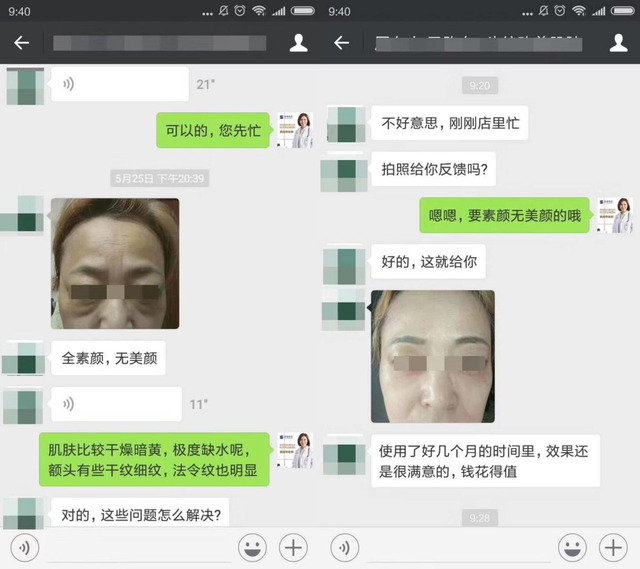 9:40
21"
可以的，您先忙
5月25日 下午20:39
全素颜，无美颜
11"
肌肤比较干燥暗黄，极度缺水呢，
额头有些干纹细纹，法令纹也明显
对的，这些问题怎么解决?
9:40
9:20
不好意思，刚刚店里忙
拍照给你反馈吗?
嗯嗯，要素颜无美颜的哦
好的，这就给你
使用了好几个月的时间里，效果还
是很满意的，钱花得值
9:28